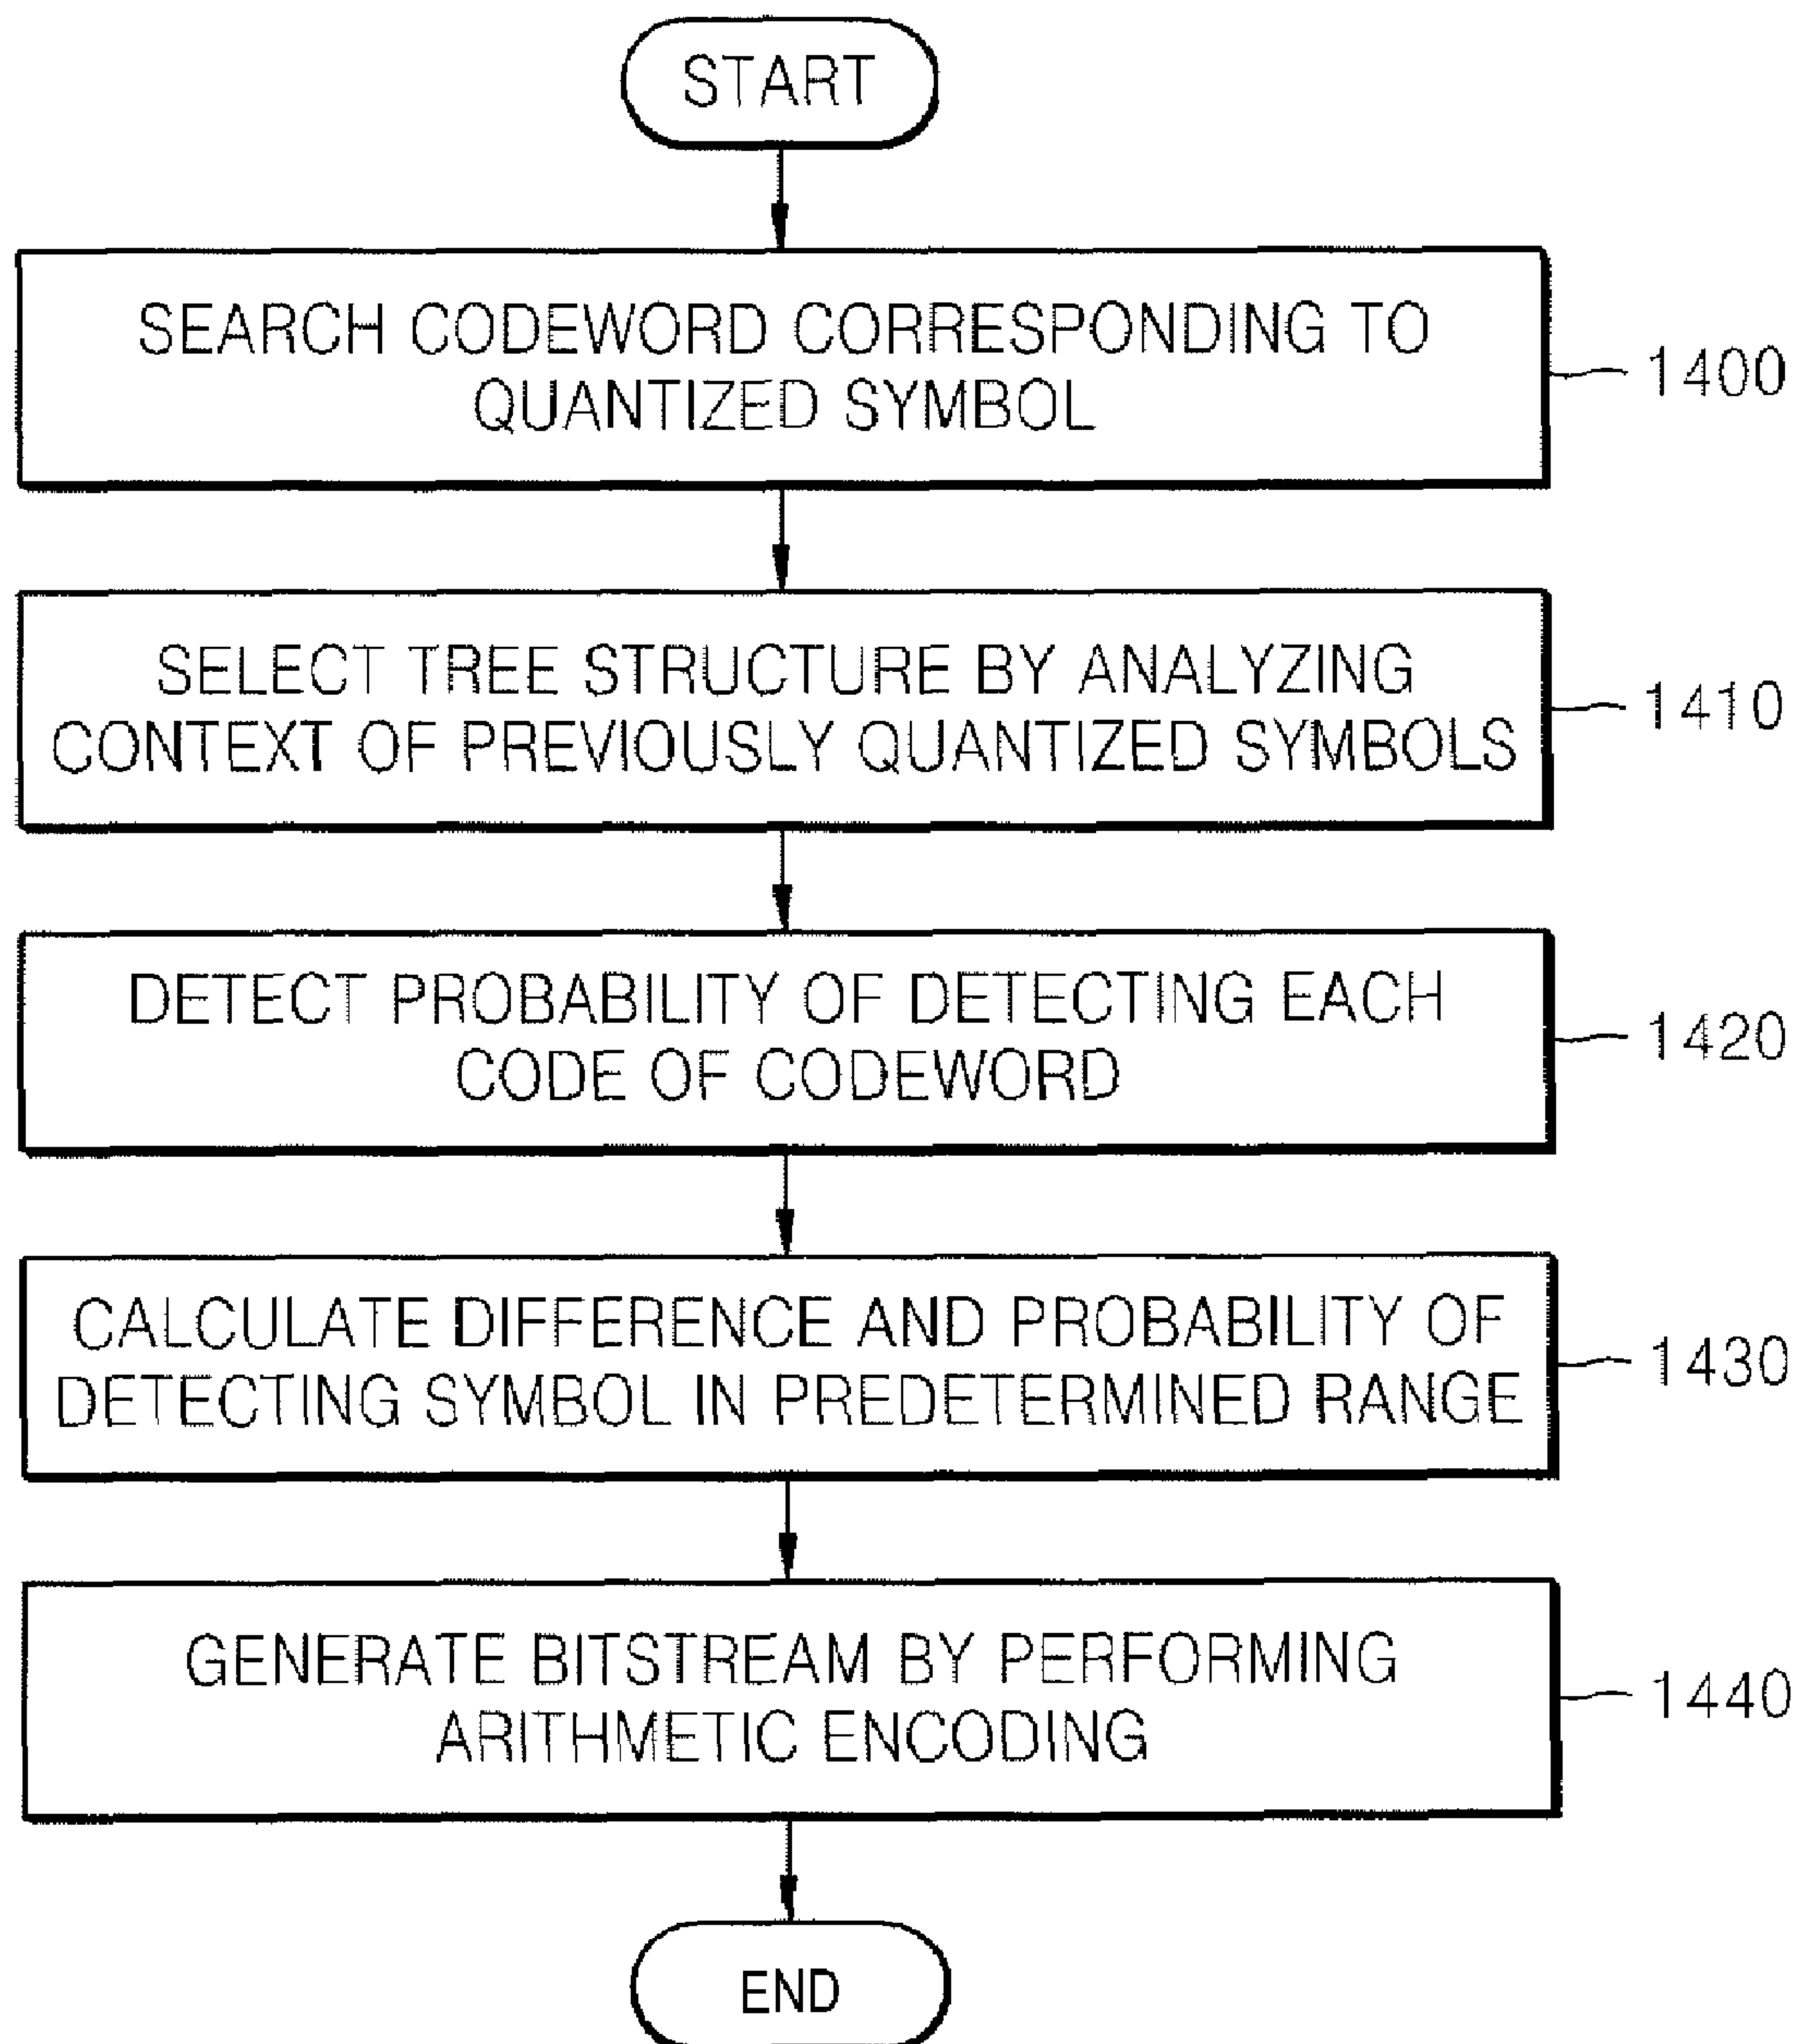 START
SEARCH CODEWORD CORRESPONDING TO
QUANTIZED SYMBOL
1400
SELECT TREE STRUCTURE BY ANALYZING
CONTEXT OF PREVIOUSLY QUANTIZED SYMBOLS
1410
DETECT PROBABILITY OF DETECTING EACH
CODE OF CODEWORD
1420
CALCULATE DIFFERENCE AND PROBABILITY OF
DETECTING SYMBOL IN PREDETERMINED RANGE
1430
GENERATE BITSTREAM BY PERFORMING
ARITHMETIC ENCODING
1440
END